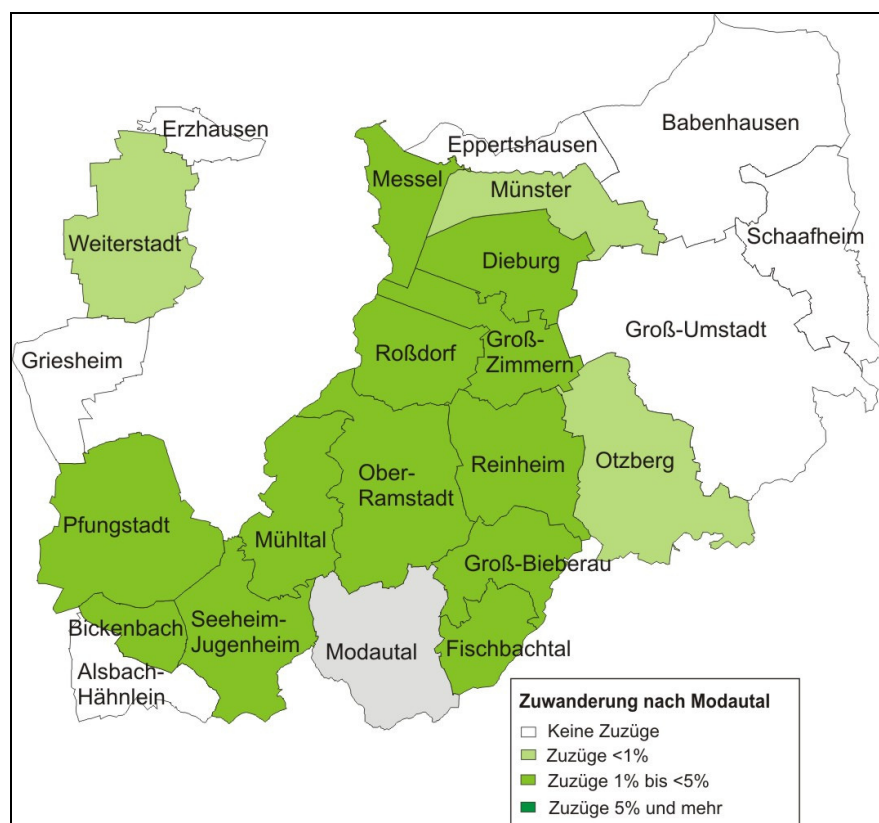 Erzhausen
Babenhausen
Eppertshausen
Messel
Münster
Schaafheim
Weiterstadt
Dieburg
Groß-Umstadt
Griesheim
Roßdorf
Groß-
Zimmern
Ober-
Ramstadt
Reinheim
Otzberg
Pfungstadt
Mühltal
Groß-Bieberau
Seeheim-
Jugenheim
Bickenbach
Modautal
Fischbachtal
Alsbach-
Hähnlein
Zuwanderung nach Modautal
Keine Zuzüge
Zuzüge <1%
Zuzüge 1% bis <5%
Zuzüge 5% und mehr